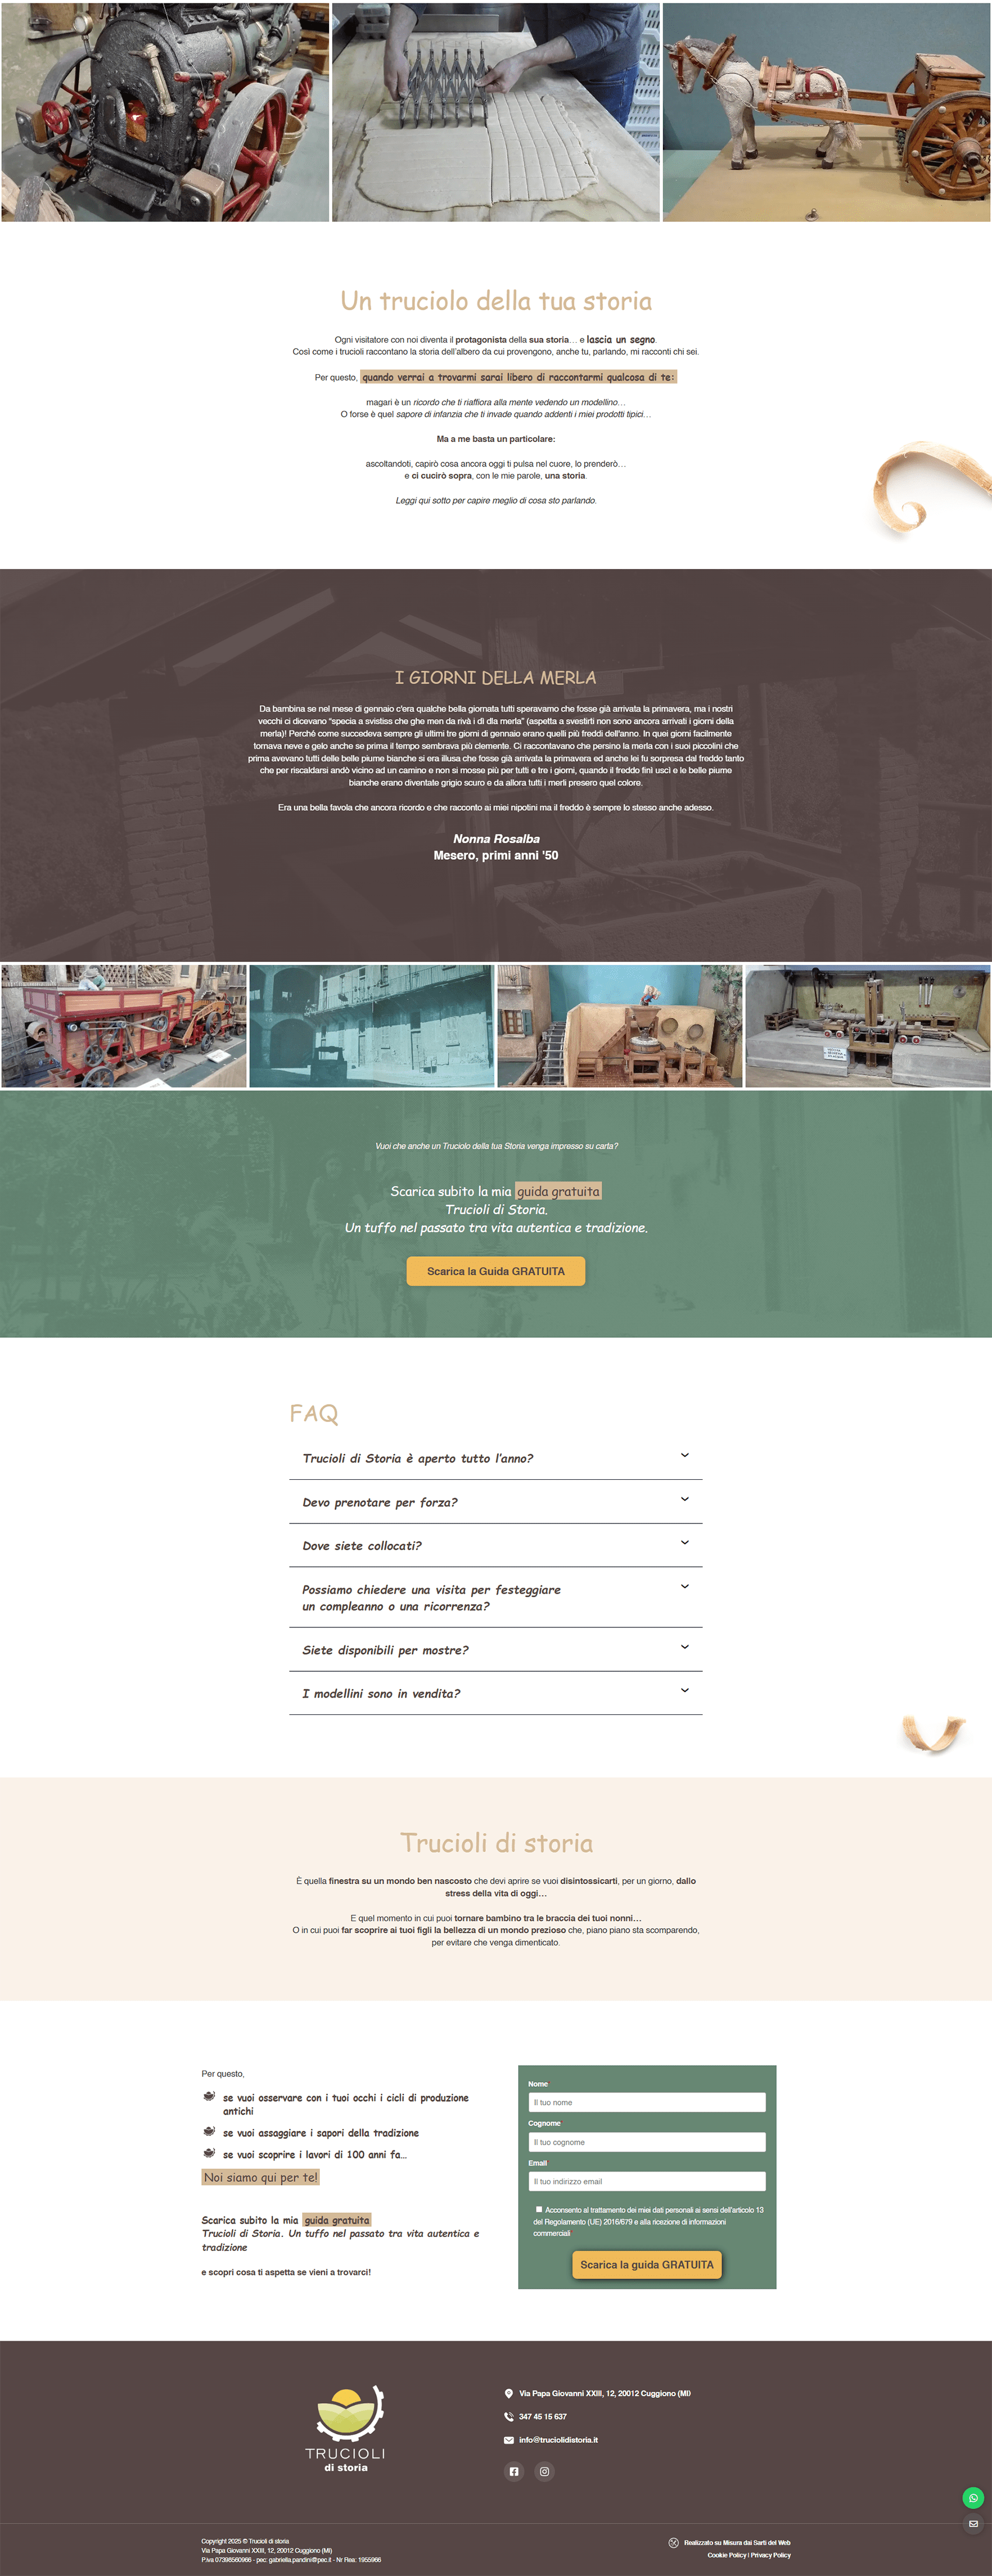 Un truciolo della tua storia
Ogni visitatore con noi diventa il protagonista della sua storia… e lascia un segno.
Così come i trucioli raccontano la storia dell'albero da cui provengono, anche tu, parlando, mi racconti chi sei.
Per questo, quando verrai a trovarmi sarai libero di raccontarmi qualcosa di te:
magari è un ricordo che ti riaffiora alla mente vedendo un modellino…
O forse è quel sapore di infanzia che ti invade quando addenti i miei prodotti tipici…
Ma a me basta un particolare:
ascoltandoti, capirò cosa ancora oggi ti pulsa nel cuore, lo prenderò…
e ci cucirò sopra, con le mie parole, una storia.
Leggi qui sotto per capire meglio di cosa sto parlando.
I GIORNI DELLA MERLA
Da bambina se nel mese di gennaio c'era qualche bella giornata tutti speravamo che fosse già arrivata la primavera, ma i nostri
vecchi ci dicevano “specia a svistiss che ghe men da rivà i dì dla merla” (aspetta a svestirti non sono ancora arrivati i giorni della
merla)! Perché come succedeva sempre gli ultimi tre giorni di gennaio erano quelli più freddi dell'anno. In quei giorni facilmente
tornava neve e gelo anche se prima il tempo sembrava più clemente. Ci raccontavano che persino la merla con i suoi piccolini che
prima avevano tutti delle belle piume bianche si era illusa che fosse già arrivata la primavera ed anche lei fu sorpresa dal freddo tanto
che per riscaldarsi andò vicino ad un camino e non si mosse più per tutti e tre i giorni, quando il freddo finì uscì e le belle piume
bianche erano diventate grigio scuro e da allora tutti i merli presero quel colore.
Era una bella favola che ancora ricordo e che racconto ai miei nipotini ma il freddo è sempre lo stesso anche adesso.
Nonna Rosalba
Mesero, primi anni '50
Vuoi che anche un Truciolo della tua Storia venga impresso su carta?
Scarica subito la mia guida gratuita
Trucioli di Storia.
Un tuffo nel passato tra vita autentica e tradizione.
Scarica la Guida GRATUITA
FAQ
Trucioli di Storia è aperto tutto l'anno?
Devo prenotare per forza?
Dove siete collocati?
Possiamo chiedere una visita per festeggiare
un compleanno o una ricorrenza?
Siete disponibili per mostre?
I modellini sono in vendita?
Trucioli di storia
È quella finestra su un mondo ben nascosto che devi aprire se vuoi disintossicarti, per un giorno, dallo
stress della vita di oggi…
E quel momento in cui puoi tornare bambino tra le braccia dei tuoi nonni…
O in cui puoi far scoprire ai tuoi figli la bellezza di un mondo prezioso che, piano piano sta scomparendo,
per evitare che venga dimenticato.
Per questo,
se vuoi osservare con i tuoi occhi i cicli di produzione
antichi
se vuoi assaggiare i sapori della tradizione
se vuoi scoprire i lavori di 100 anni fa…
Noi siamo qui per te!
Scarica subito la mia guida gratuita
Trucioli di Storia. Un tuffo nel passato tra vita autentica e
tradizione
e scopri cosa ti aspetta se vieni a trovarci!
Nome*
Il tuo nome
Cognome*
Il tuo cognome
Email*
Il tuo indirizzo email
Acconsento al trattamento dei miei dati personali ai sensi dell'articolo 13
del Regolamento (UE) 2016/679 e alla ricezione di informazioni
commerciali*
Scarica la guida GRATUITA
TRUCIOLI
di storia
Via Papa Giovanni XXIII, 12, 20012 Cuggiono (MI)
347 45 15 637
info@truciolidistoria.it
Copyright 2025 © Trucioli di storia
Via Papa Giovanni XXIII, 12, 20012 Cuggiono (MI)
P.iva 07398560966 - pec: gabriella.pandini@pec.it - Nr Rea: 1955966
Realizzato su Misura dai Sarti del Web
Cookie Policy | Privacy Policy